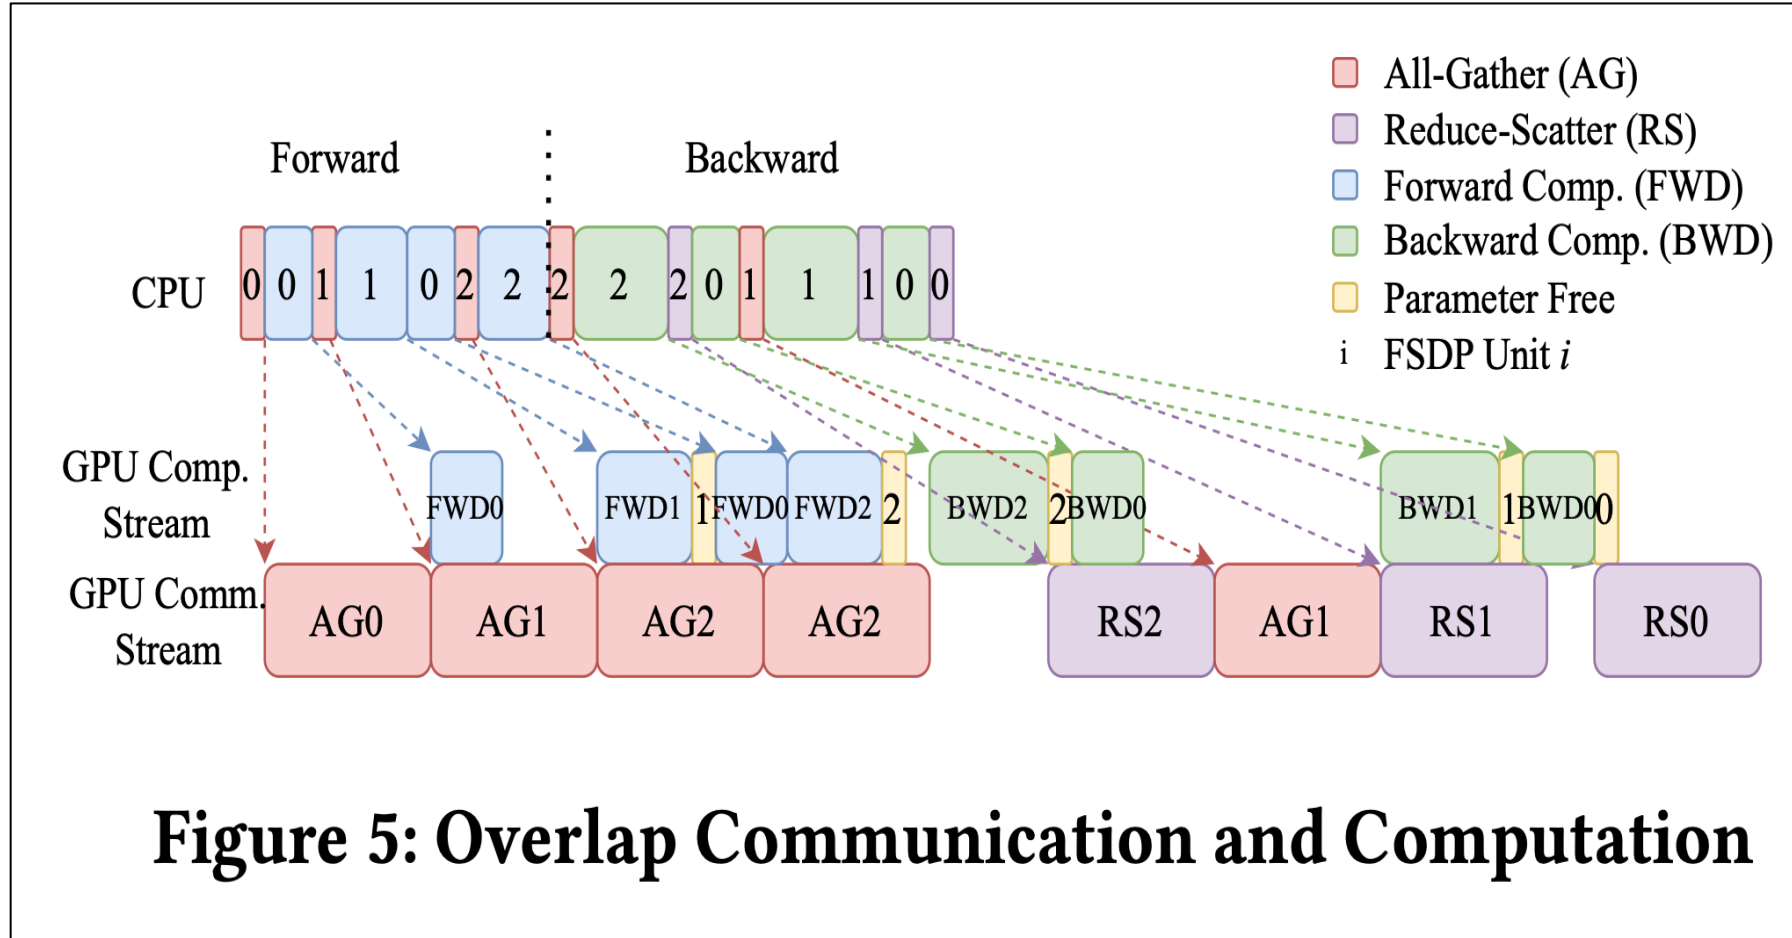 All-Gather (AG)
Reduce-Scatter (RS)
Forward Comp. (FWD)
Backward Comp. (BWD)
Parameter Free
i FSDP Unit i
Forward Backward
CPU 0 0 1 1 0 2 2 2 2 2 0 1 1 1 0 0
GPU Comp.
Stream
FWD0 FWD1 1 FWD0 FWD2 2 BWD2 2 BWD0 BWD1 1 BWD0 0
GPU Comm.
Stream
AG0 AG1 AG2 AG2 RS2 AG1 RS1 RS0
Figure 5: Overlap Communication and Computation